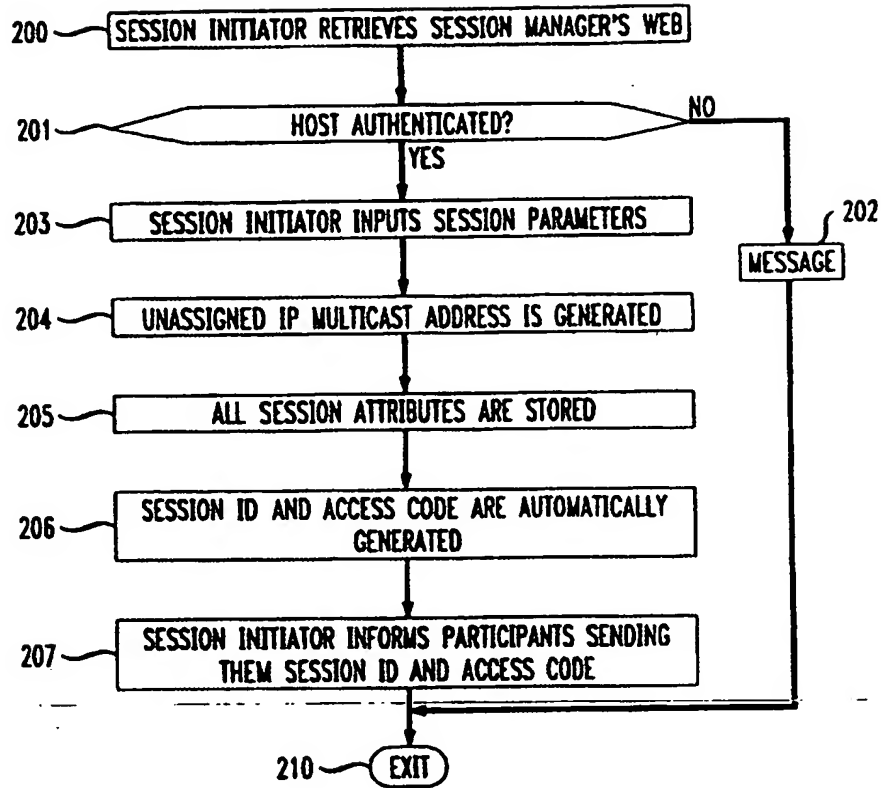 200 SESSION INITIATOR RETRIEVES SESSION MANAGER'S WEB
NO
201 HOST AUTHENTICATED?
YES
203 SESSION INITIATOR INPUTS SESSION PARAMETERS
202
MESSAGE
204 UNASSIGNED IP MULTICAST ADDRESS IS GENERATED
205 ALL SESSION ATTRIBUTES ARE STORED
206 SESSION ID AND ACCESS CODE ARE AUTOMATICALLY
GENERATED
207 SESSION INITIATOR INFORMS PARTICIPANTS SENDING
THEM SESSION ID AND ACCESS CODE
210 EXIT